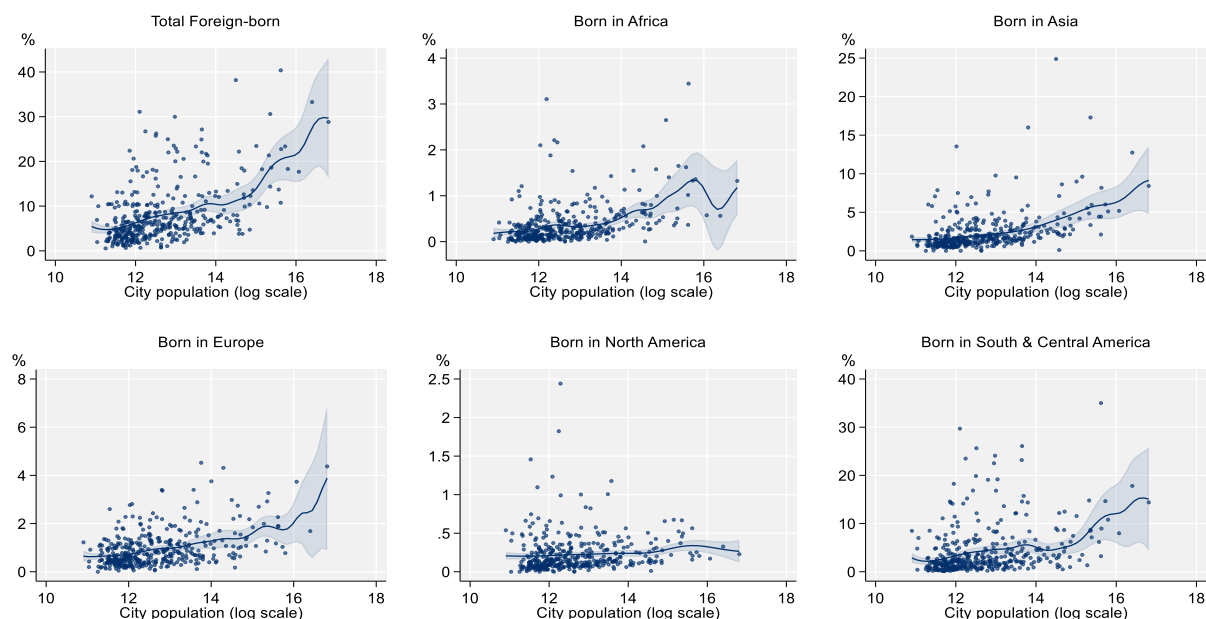 Total Foreign-born
%
40
30
20
10
0
10 12 14 16 18
City population (log scale)
Born in Africa
%
4
3
2
1
0
10 12 14 16 18
City population (log scale)
Born in Asia
%
25
20
15
10
5
0
10 12 14 16 18
City population (log scale)
Born in Europe
%
8
6
4
2
0
10 12 14 16 18
City population (log scale)
Born in North America
%
2.5
2
1.5
1
.5
0
10 12 14 16 18
City population (log scale)
Born in South & Central America
%
40
30
20
10
0
10 12 14 16 18
City population (log scale)